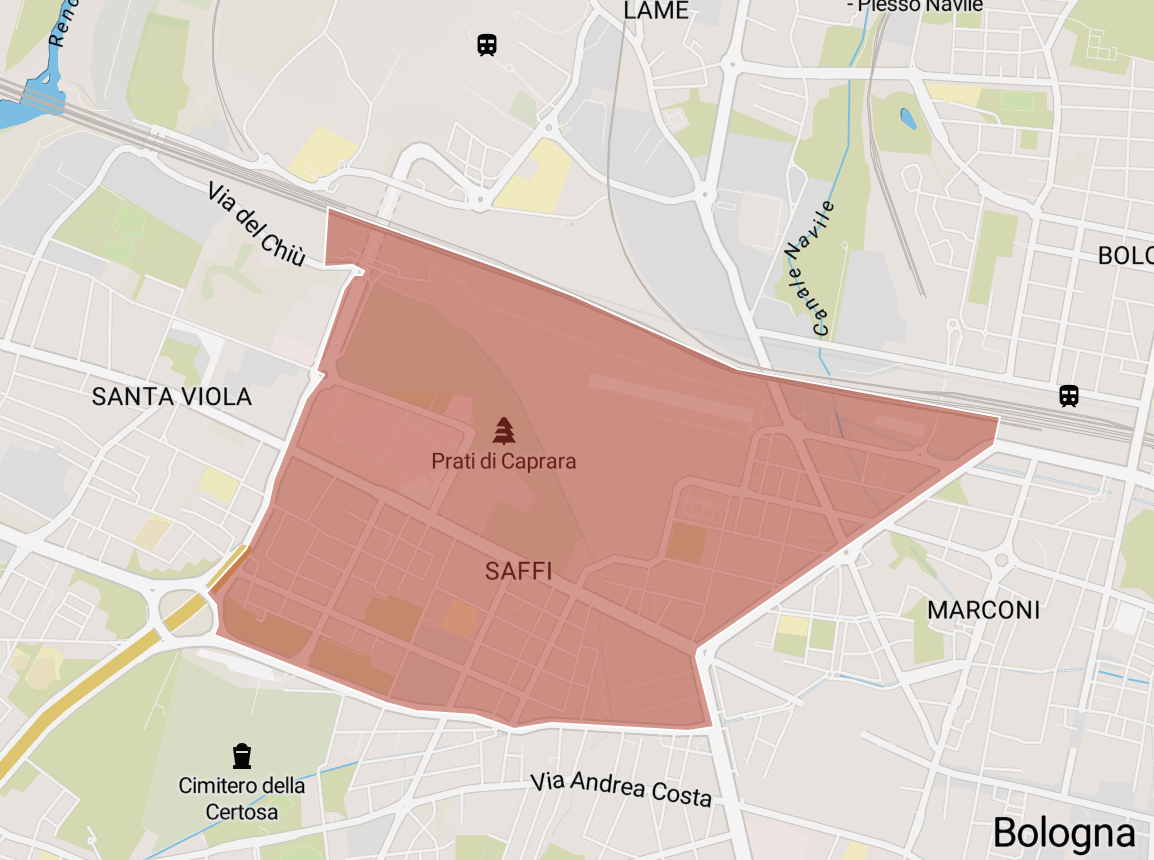 Reno
LAME
- Plesso Navile
Via del Chiù
Canale Navile
BOLO
SANTA VIOLA
Prati di Caprara
SAFFI
MARCONI
Cimitero della
Certosa
Via Andrea Costa
Bologna